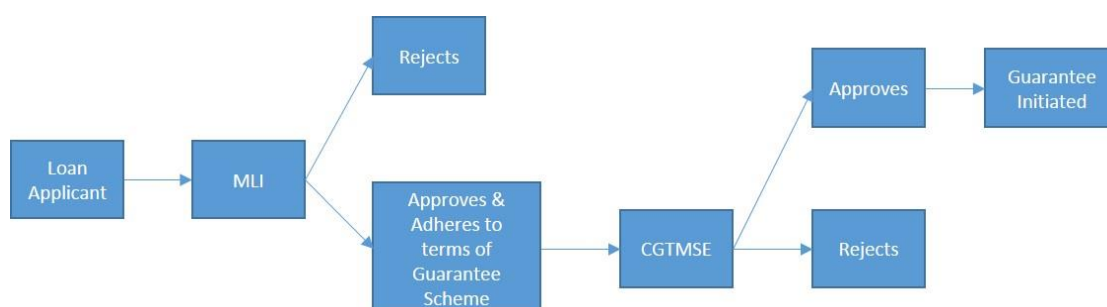 Loan
Applicant
MLI
Rejects
Approves &
Adheres to
terms of
Guarantee
Scheme
CGTMSE
Approves
Guarantee
Initiated
Rejects